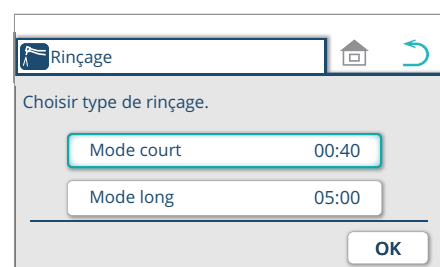 Rinçage
Choisir type de rinçage.
Mode court 00:40
Mode long 05:00
OK